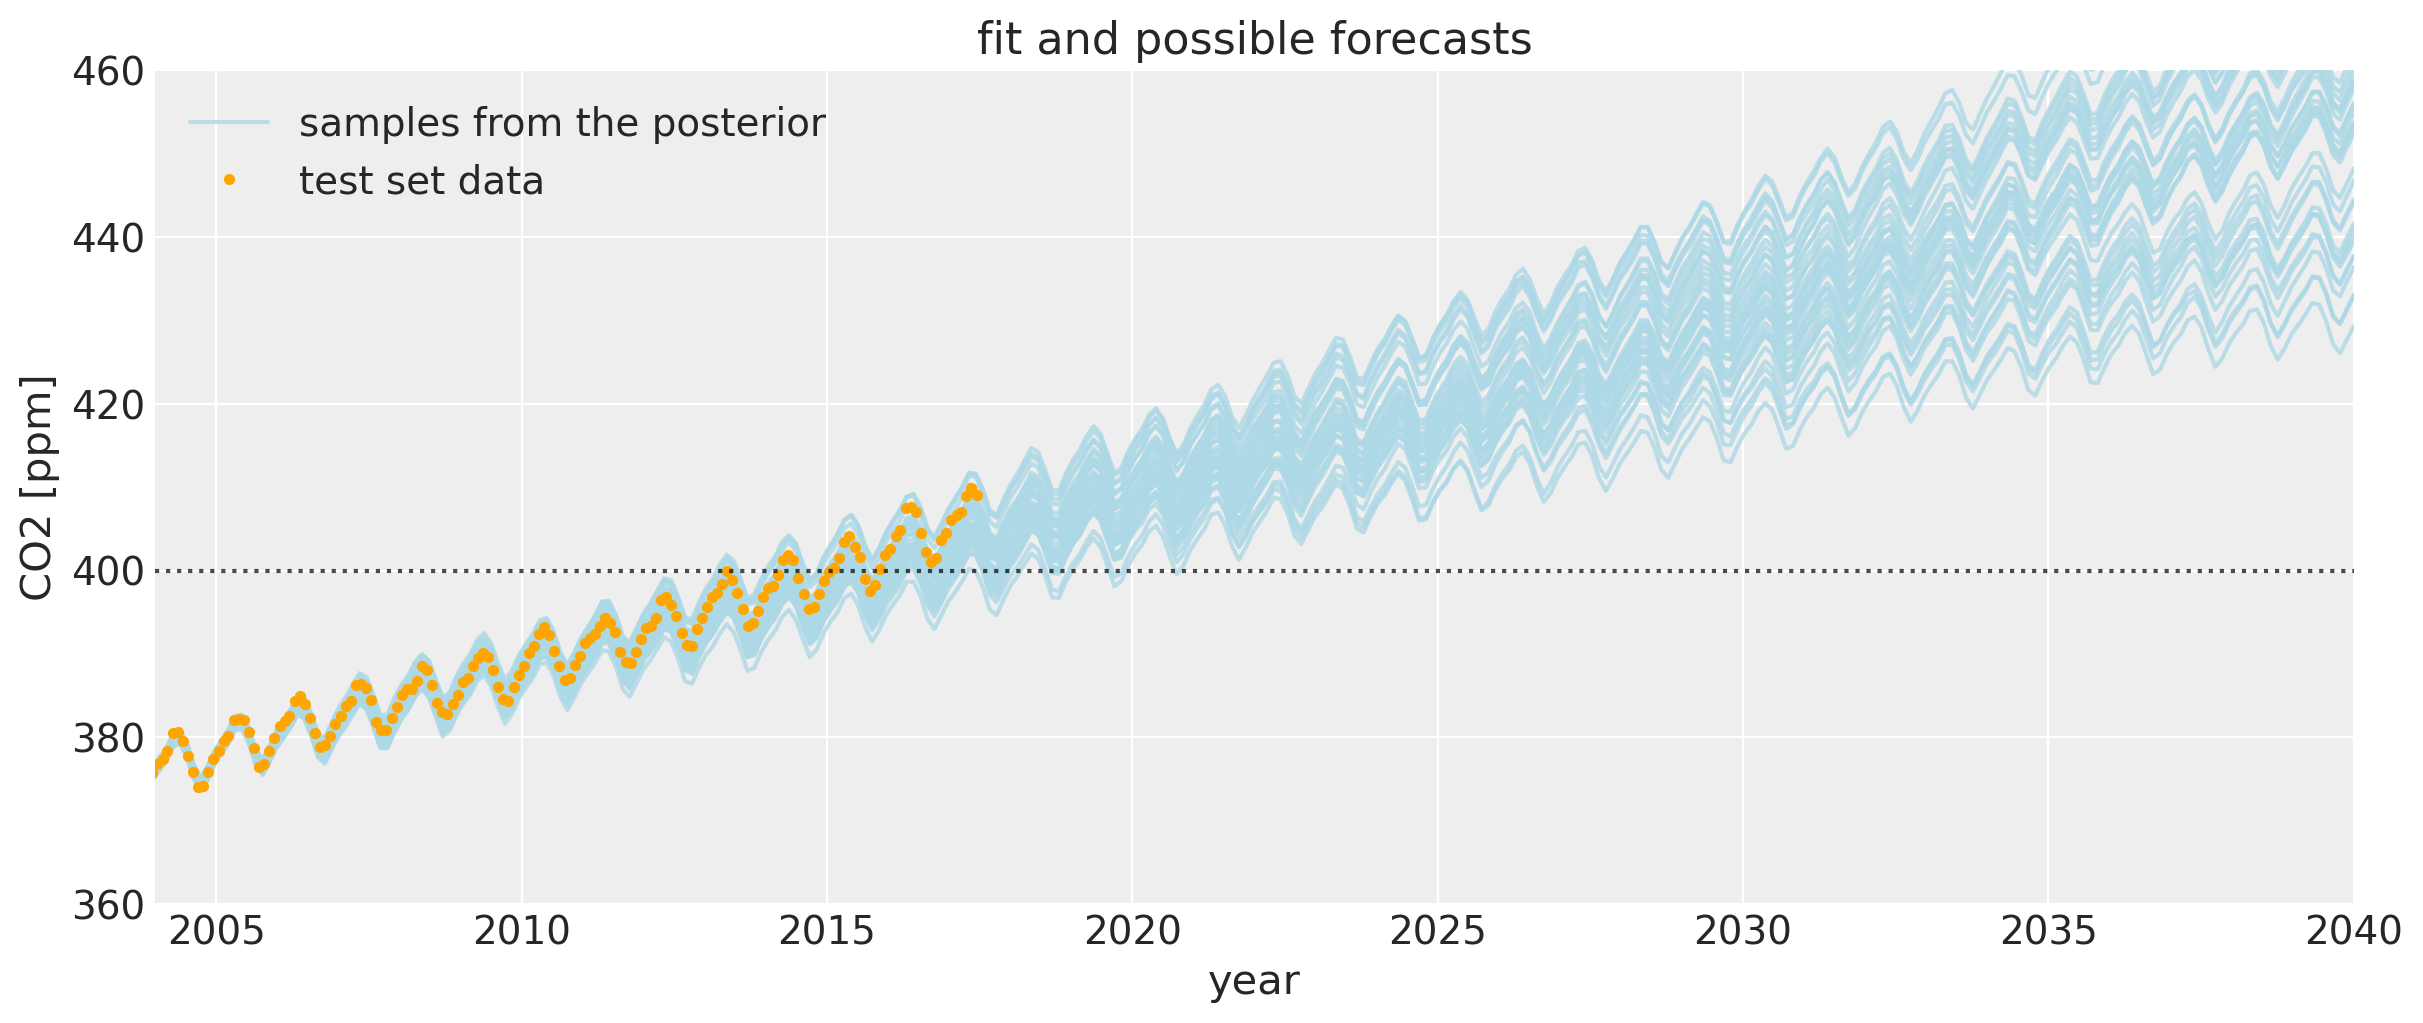 fit and possible forecasts
460
440
420
400
380
360
CO2 [ppm]
samples from the posterior
test set data
2005 2010 2015 2020 2025 2030 2035 2040
year